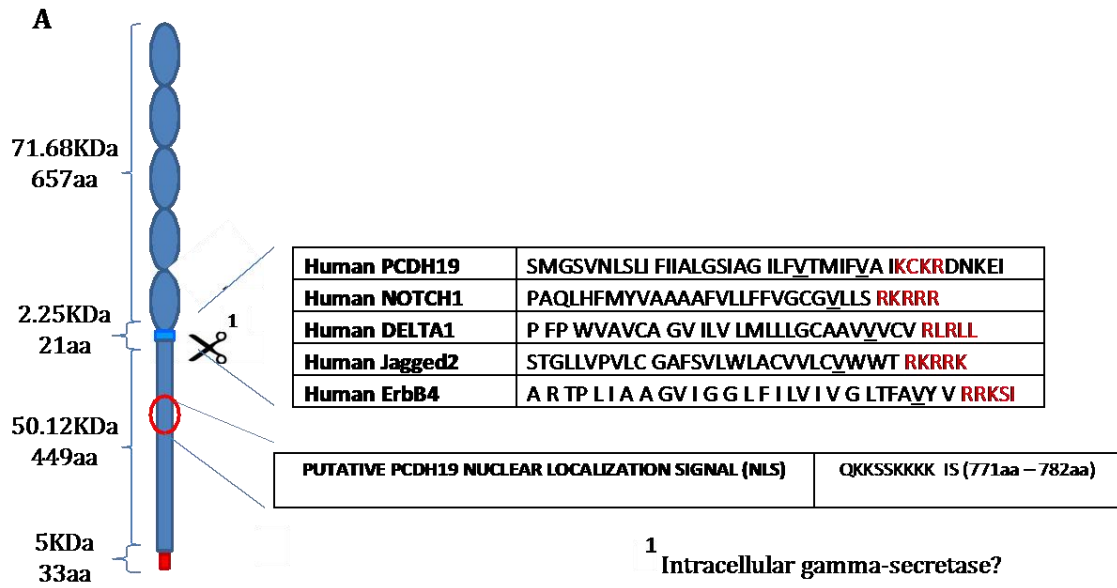 A
71.68KDa
657aa
1
2.25KDa
21aa
50.12KDa
449aa
5KDa
33aa
Human PCDH19 SMGSVNLSLI FIIALGSIAG ILFVTMIFVA IKCKRDNKEI
Human NOTCH1 PAQLHFMYVAAAAFVLLFFVGCGVLLS RKRRR
Human DELTA1 P FP WVAVCA GV ILV LMLLLGCAAVVVCV RLRLL
Human Jagged2 STGLLVPVLC GAFSVLWLACVVLCVWWT RKRRK
Human ErbB4 A R TP L I A A GV I G G L F I LV I V G L TFAVY V RRKSI
PUTATIVE PCDH19 NUCLEAR LOCALIZATION SIGNAL (NLS) QKKSSKKKK IS (771aa – 782aa)
1 Intracellular gamma-secretase?